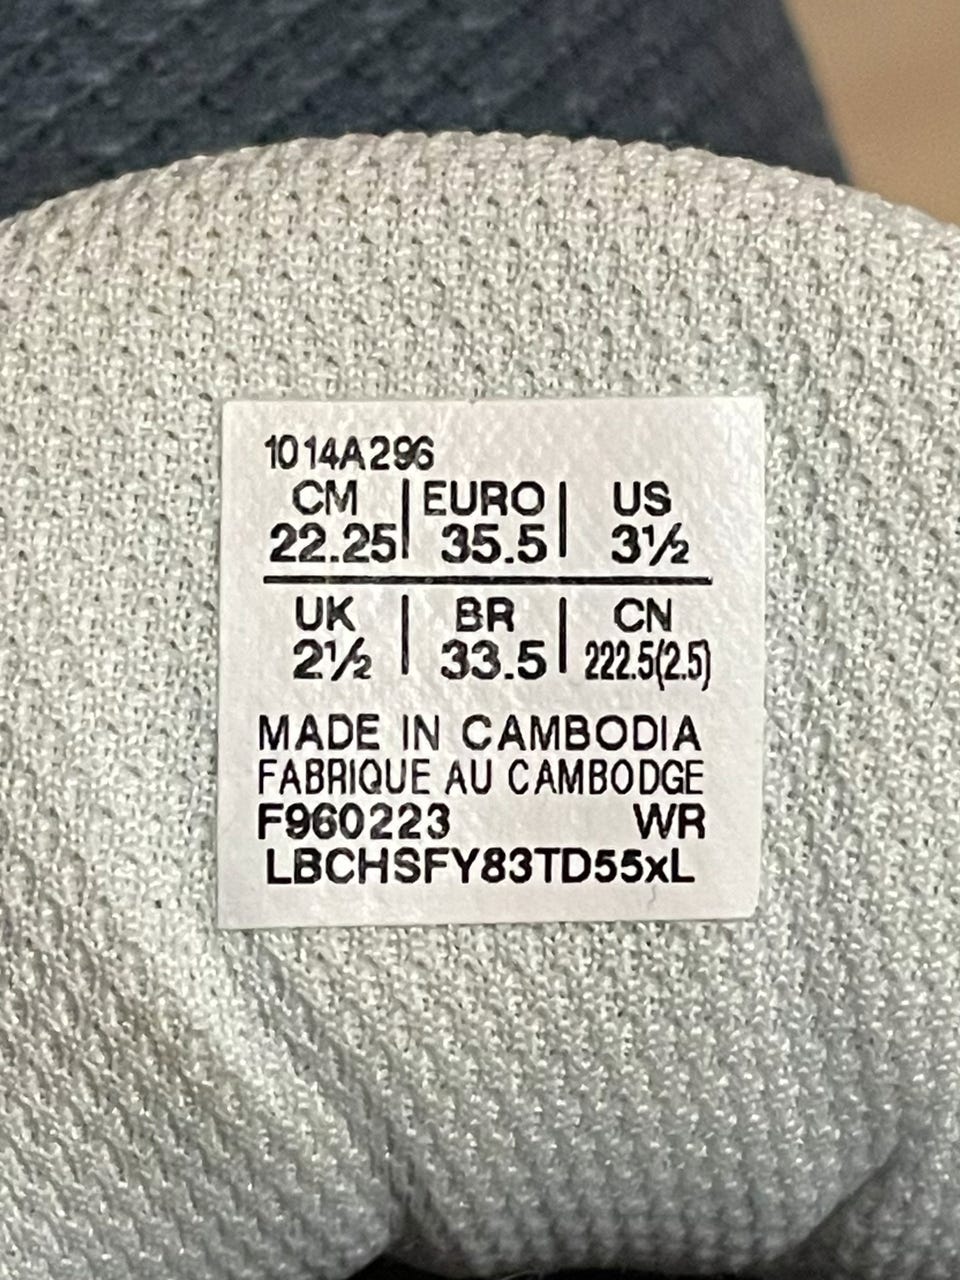 1014A296
CM | EURO | US
22.25 | 35.5 | 3½
UK | BR | CN
2½ | 33.5 | 222.5(2.5)
MADE IN CAMBODIA
FABRIQUE AU CAMBODGE
F960223 WR
LBCHSFY83TD55xL